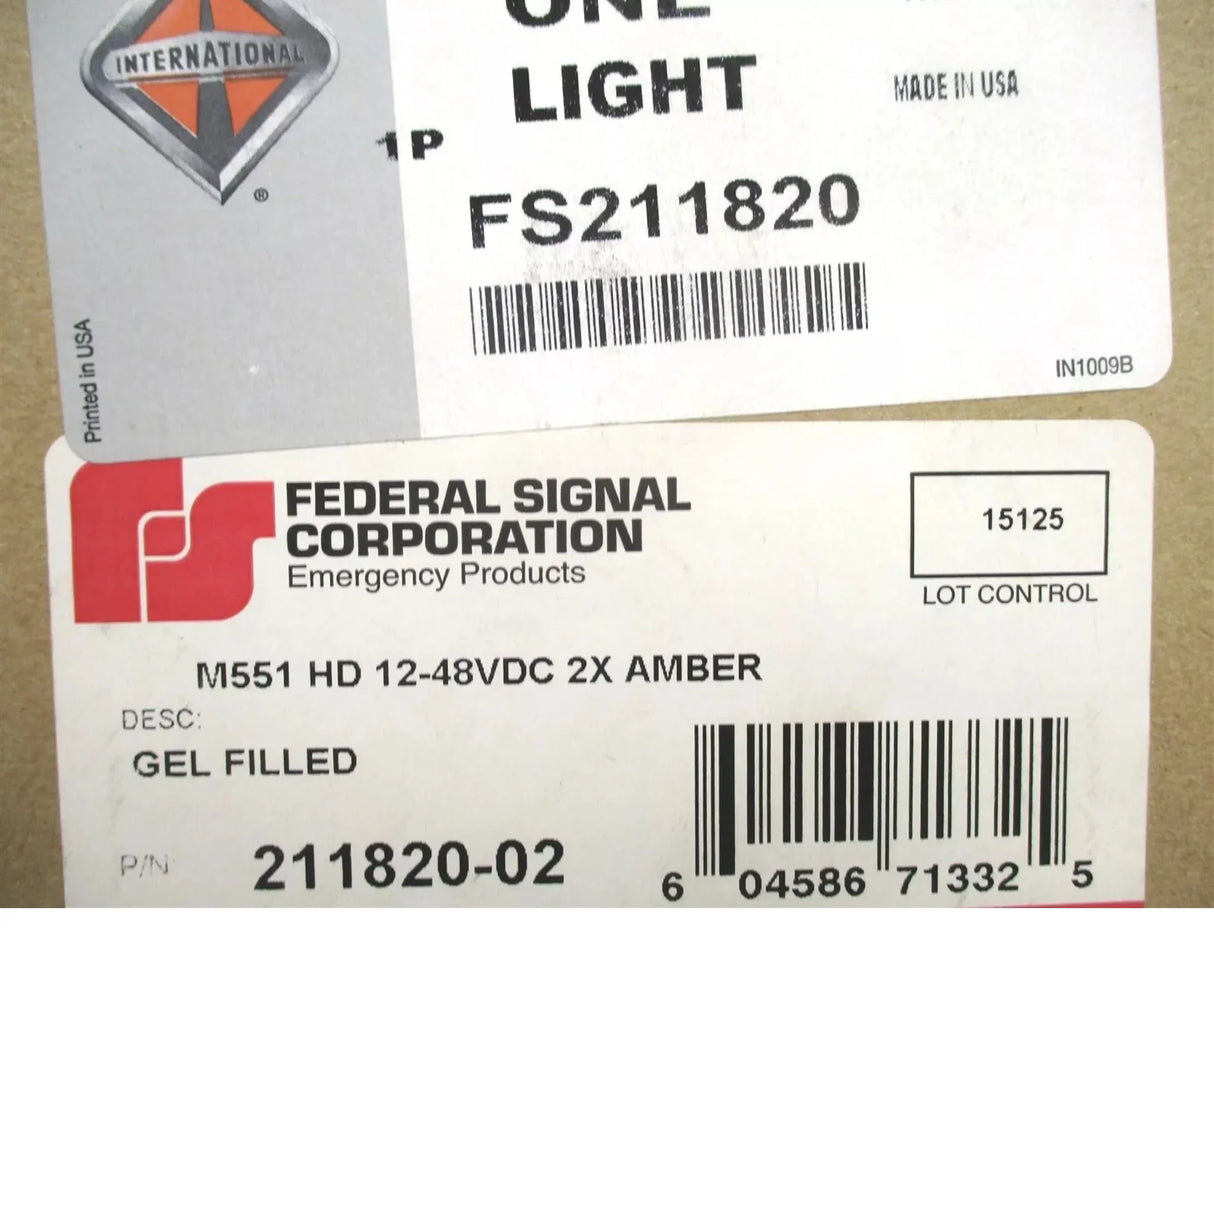 ONE
LIGHT
MADE IN USA
INTERNATIONAL
®
1P
FS211820
Printed in USA
IN1009B
FEDERAL SIGNAL
CORPORATION
Emergency Products
15125
LOT CONTROL
M551 HD 12-48VDC 2X AMBER
DESC:
GEL FILLED
P/N
211820-02
6 04586 71332 5